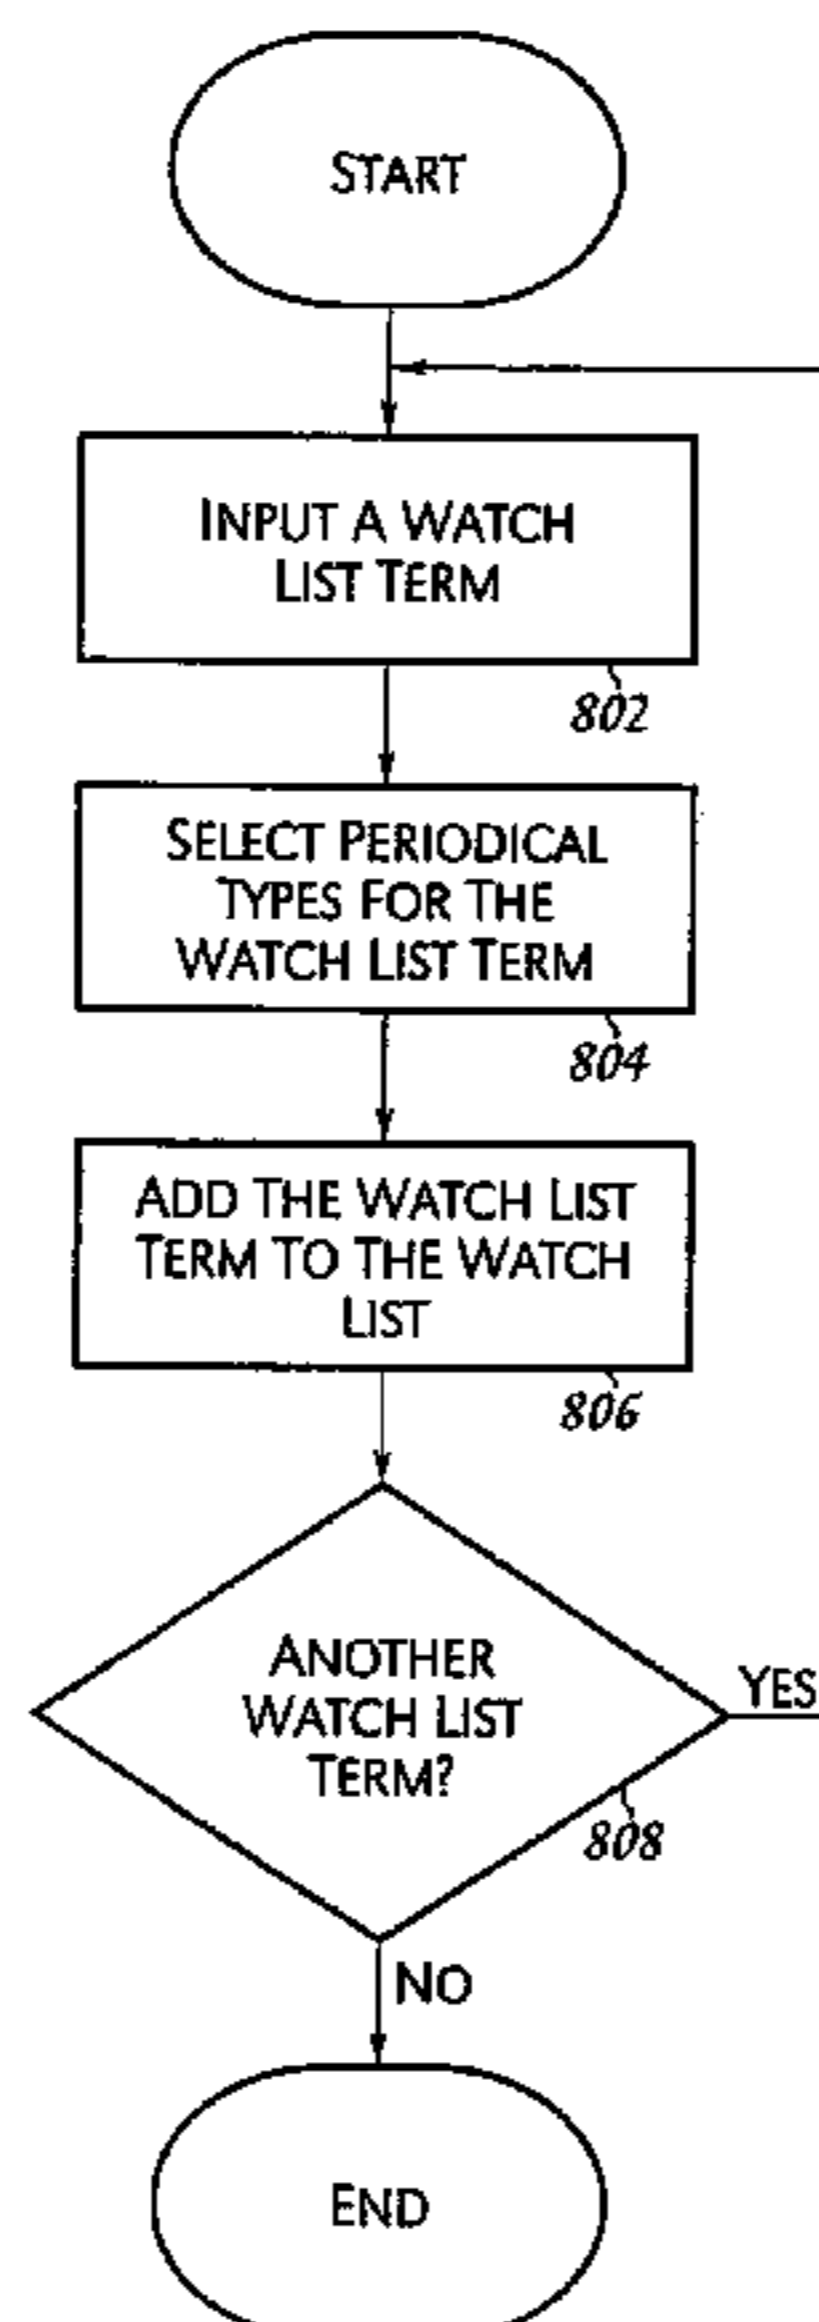 START
INPUT A WATCH
LIST TERM
802
SELECT PERIODICAL
TYPES FOR THE
WATCH LIST TERM
804
ADD THE WATCH LIST
TERM TO THE WATCH
LIST
806
ANOTHER
WATCH LIST
TERM?
YES
808
NO
END